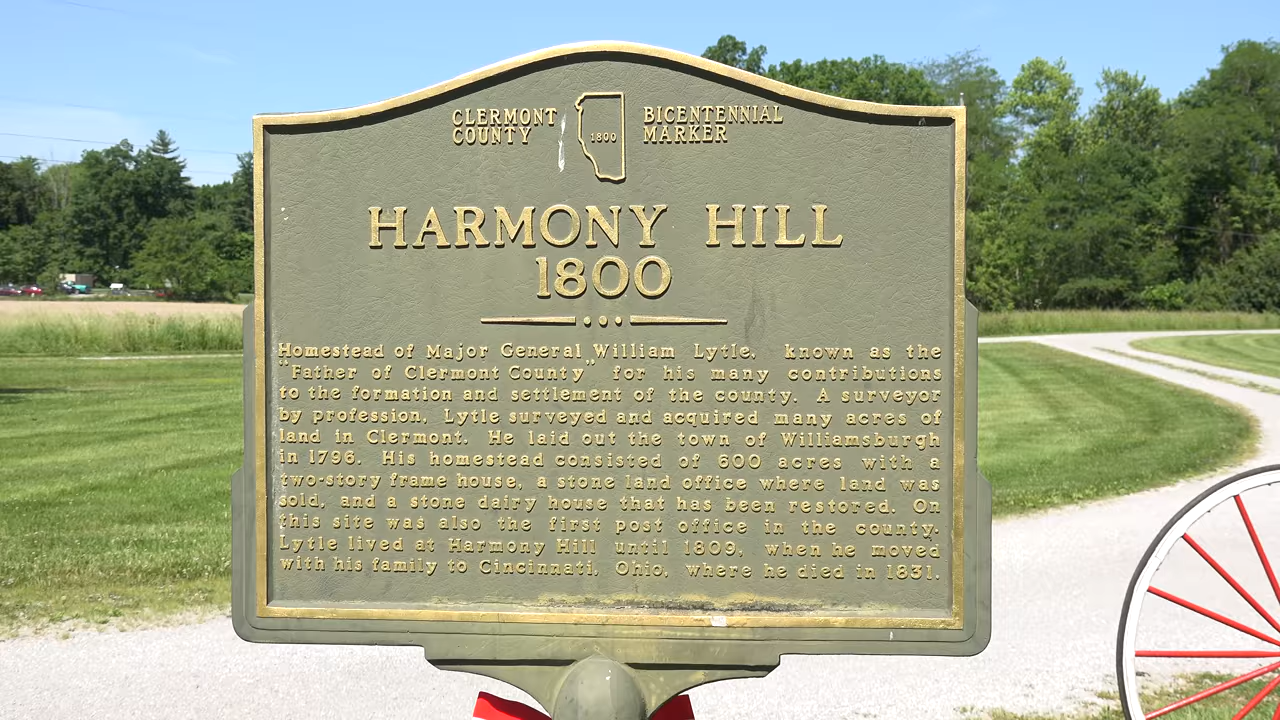 CLERMONT COUNTY
1800
BICENTENNIAL MARKER
HARMONY HILL
1800
Homestead of Major General William Lytle, known as the
"Father of Clermont County" for his many contributions
to the formation and settlement of the county. A surveyor
by profession, Lytle surveyed and acquired many acres of
land in Clermont. He laid out the town of Williamsburgh
in 1796. His homestead consisted of 600 acres with a
two-story frame house, a stone land office where land was
sold, and a stone dairy house that has been restored. On
this site was also the first post office in the county.
Lytle lived at Harmony Hill until 1809, when he moved
with his family to Cincinnati, Ohio, where he died in 1831.